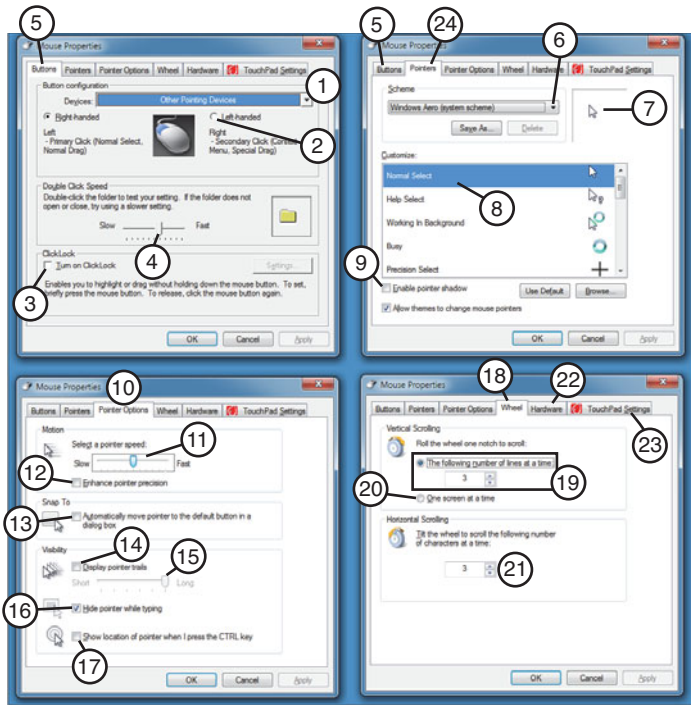 5
Mouse Properties
Buttons Pointers Pointer Options Wheel Hardware TouchPad Settings
1
Button configuration
Devices: Other Pointing Devices
Right-handed Left-handed
Left
- Primary Click (Normal Select,
Normal Drag)
Right
- Secondary Click (Context
Menu, Special Drag)
2
Double Click Speed
Double-click the folder to test your setting. If the folder does not
open or close, try using a slower setting.
Slow Fast
4
ClickLock
Turn on ClickLock Settings...
3
Enables you to highlight or drag without holding down the mouse button. To set,
briefly press the mouse button. To release, click the mouse button again.
OK Cancel Apply
5 24 6
Mouse Properties
Buttons Pointers Pointer Options Wheel Hardware TouchPad Settings
Scheme
Windows Aero (system scheme)
7
Save As... Delete
Customize:
Normal Select
8
Help Select
Working In Background
Busy
Precision Select
9
Enable pointer shadow Use Default Browse...
Allow themes to change mouse pointers
OK Cancel Apply
Mouse Properties 10
Buttons Pointers Pointer Options Wheel Hardware TouchPad Settings
Motion
Select a pointer speed:
11
Slow Fast
12
Enhance pointer precision
Snap To
13
Automatically move pointer to the default button in a
dialog box
Visibility
14 15
Display pointer trails
Short Long
16
Hide pointer while typing
Show location of pointer when I press the CTRL key
17
OK Cancel Apply
18 22
Mouse Properties
Buttons Pointers Pointer Options Wheel Hardware TouchPad Settings
23
Vertical Scrolling
Roll the wheel one notch to scroll:
The following number of lines at a time:
3
19
20
One screen at a time
Horizontal Scrolling
Tilt the wheel to scroll the following number
of characters at a time:
3
21
OK Cancel Apply